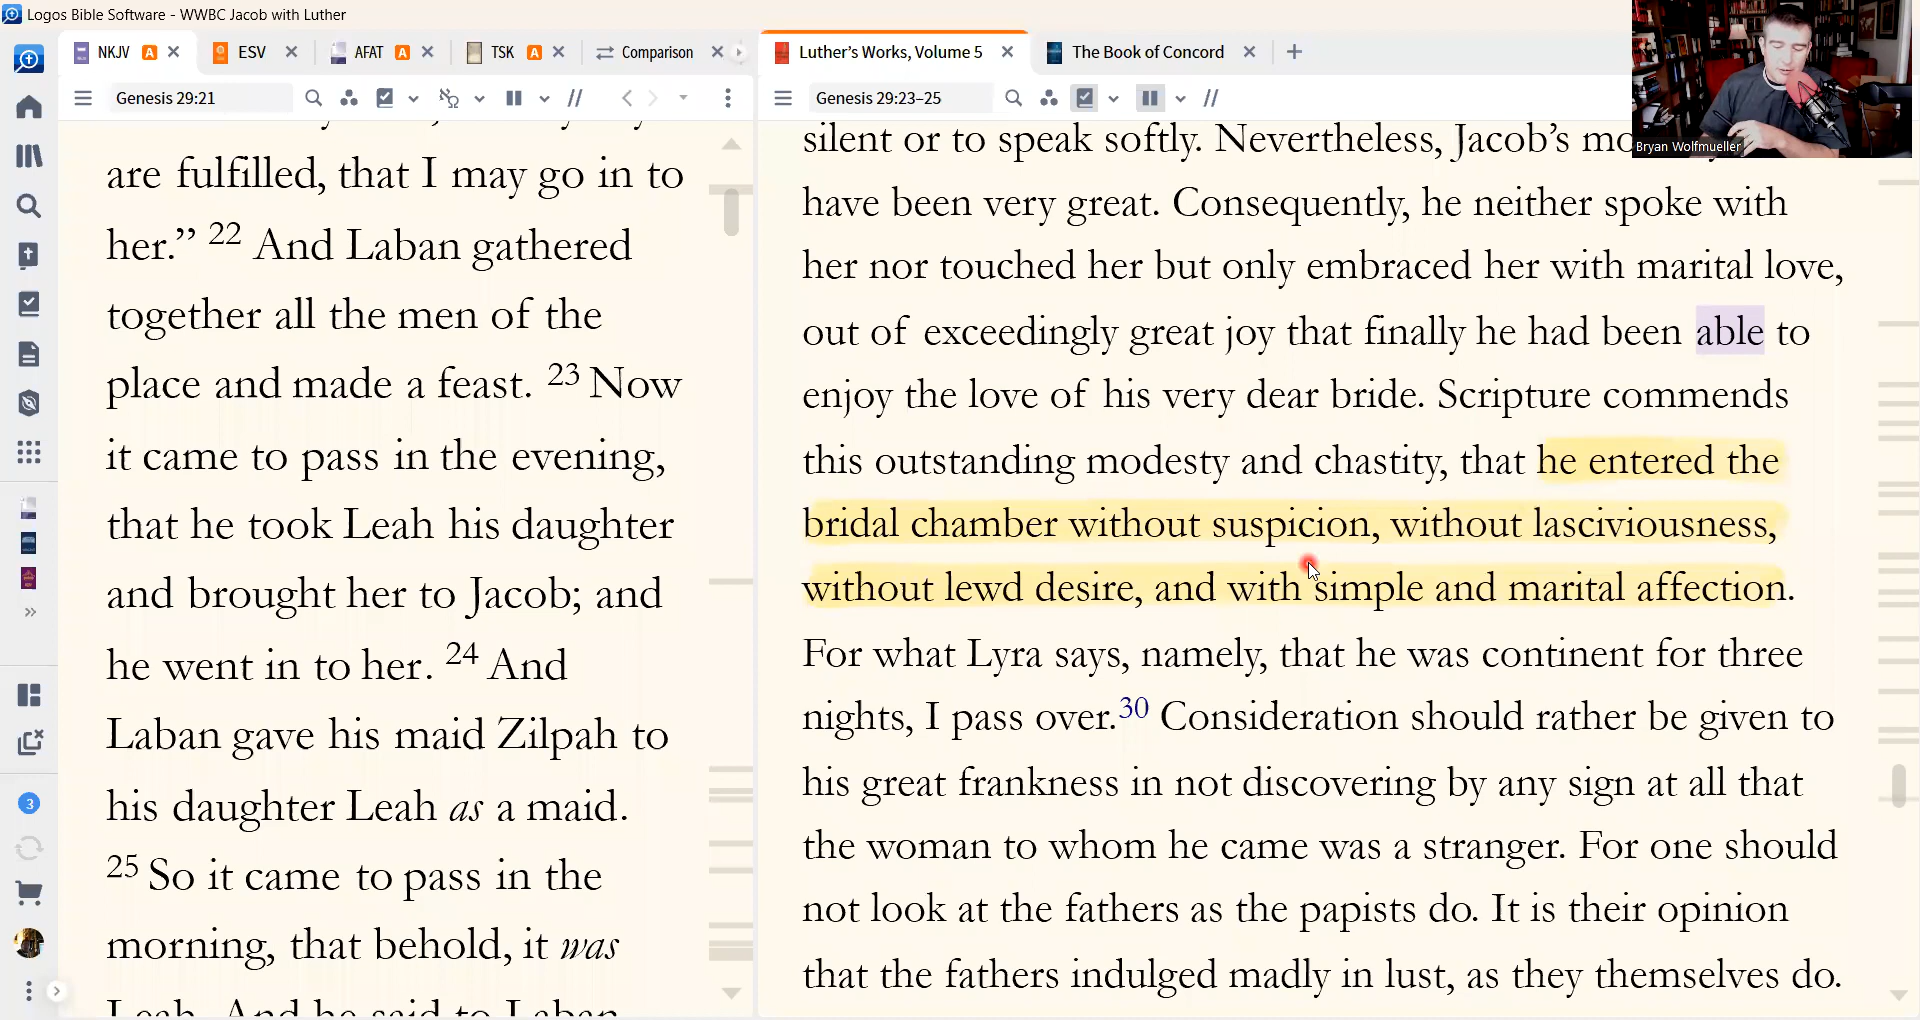 Logos Bible Software - WWBC Jacob with Luther
NKJV A
ESV
AFAT A
TSK A
Comparison
Luther's Works, Volume 5
The Book of Concord
Genesis 29:21
Genesis 29:23–25
Bryan Wolfmueller
are fulfilled, that I may go in to
her.” 22 And Laban gathered
together all the men of the
place and made a feast. 23 Now
it came to pass in the evening,
that he took Leah his daughter
and brought her to Jacob; and
he went in to her. 24 And
Laban gave his maid Zilpah to
his daughter Leah as a maid.
25 So it came to pass in the
morning, that behold, it was
Leah. And he said to Laban
silent or to speak softly. Nevertheless, Jacob’s
have been very great. Consequently, he neither spoke with
her nor touched her but only embraced her with marital love,
out of exceedingly great joy that finally he had been able to
enjoy the love of his very dear bride. Scripture commends
this outstanding modesty and chastity, that he entered the
bridal chamber without suspicion, without lasciviousness,
without lewd desire, and with simple and marital affection.
For what Lyra says, namely, that he was continent for three
nights, I pass over.30 Consideration should rather be given to
his great frankness in not discovering by any sign at all that
the woman to whom he came was a stranger. For one should
not look at the fathers as the papists do. It is their opinion
that the fathers indulged madly in lust, as they themselves do.
3